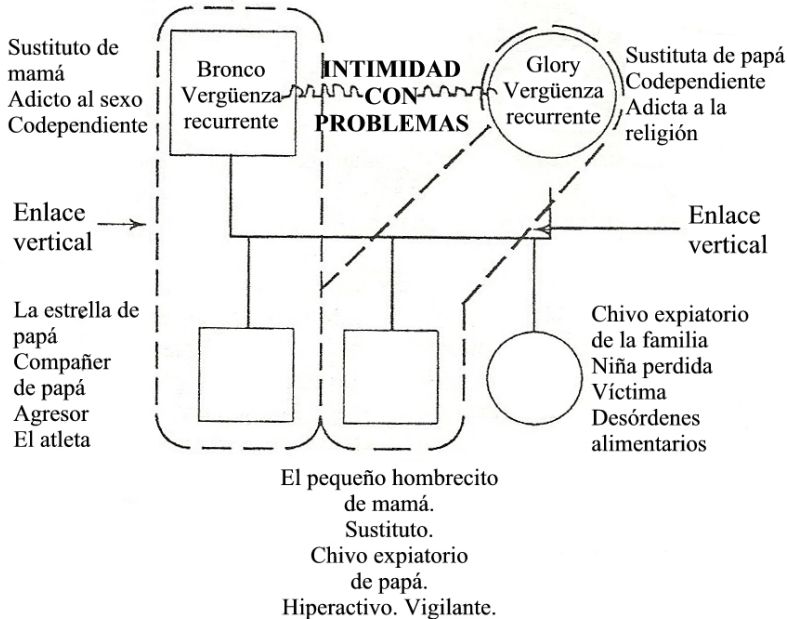 Sustituto de
mamá
Adicto al sexo
Codependiente
Bronco
Vergüenza
recurrente
INTIMIDAD
CON
PROBLEMAS
Glory
Vergüenza
recurrente
Sustituta de papá
Codependiente
Adicta a la
religión
Enlace
vertical
Enlace
vertical
La estrella de
papá
Compañer
de papá
Agresor
El atleta
Chivo expiatorio
de la familia
Niña perdida
Víctima
Desórdenes
alimentarios
El pequeño hombrecito
de mamá.
Sustituto.
Chivo expiatorio
de papá.
Hiperactivo. Vigilante.